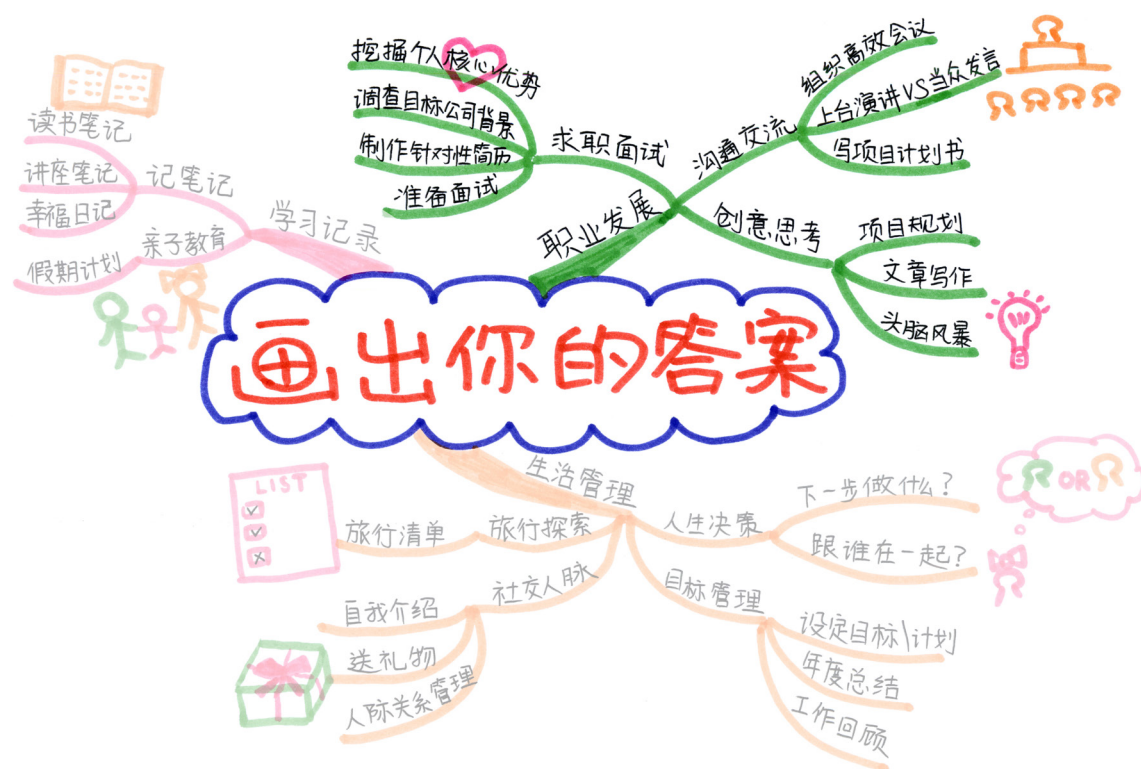 画出你的答案
职业发展
求职面试
挖掘个人核心优势
调查目标公司背景
制作针对性简历
准备面试
沟通交流
组织高效会议
上台演讲VS当众发言
写项目计划书
创意思考
项目规划
文章写作
头脑风暴
生活管理
人生决策
下一步做什么?
跟谁在一起?
OR
目标管理
设定目标\计划
年度总结
工作回顾
社交人脉
自我介绍
送礼物
人际关系管理
旅行探索
旅行清单
LIST
学习记录
亲子教育
假期计划
记笔记
读书笔记
讲座笔记
幸福日记